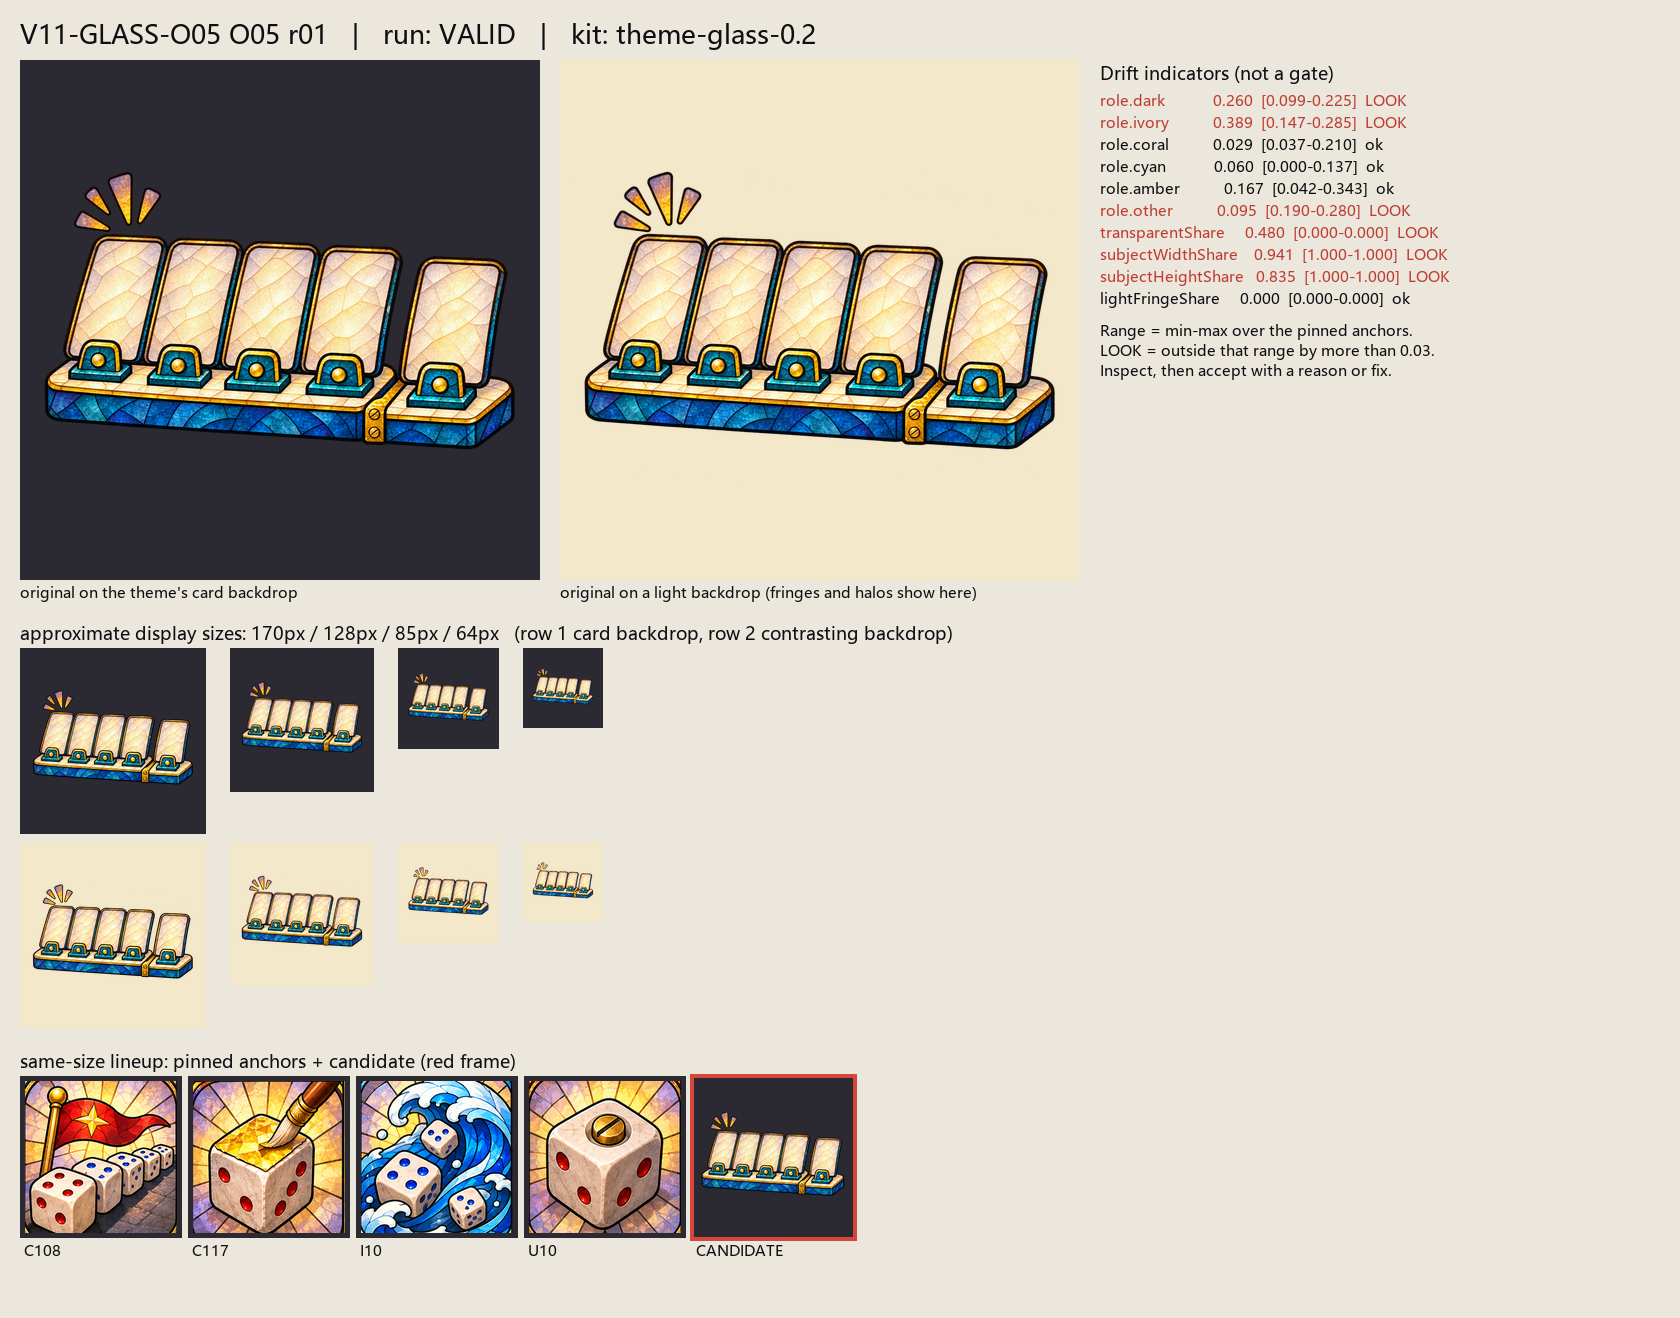 V11-GLASS-O05 O05 r01 | run: VALID | kit: theme-glass-0.2
Drift indicators (not a gate)
role.dark 0.260 [0.099-0.225] LOOK
role.ivory 0.389 [0.147-0.285] LOOK
role.coral 0.029 [0.037-0.210] ok
role.cyan 0.060 [0.000-0.137] ok
role.amber 0.167 [0.042-0.343] ok
role.other 0.095 [0.190-0.280] LOOK
transparentShare 0.480 [0.000-0.000] LOOK
subjectWidthShare 0.941 [1.000-1.000] LOOK
subjectHeightShare 0.835 [1.000-1.000] LOOK
lightFringeShare 0.000 [0.000-0.000] ok
Range = min-max over the pinned anchors.
LOOK = outside that range by more than 0.03.
Inspect, then accept with a reason or fix.
original on the theme's card backdrop
original on a light backdrop (fringes and halos show here)
approximate display sizes: 170px / 128px / 85px / 64px (row 1 card backdrop, row 2 contrasting backdrop)
same-size lineup: pinned anchors + candidate (red frame)
C108
C117
I10
U10
CANDIDATE